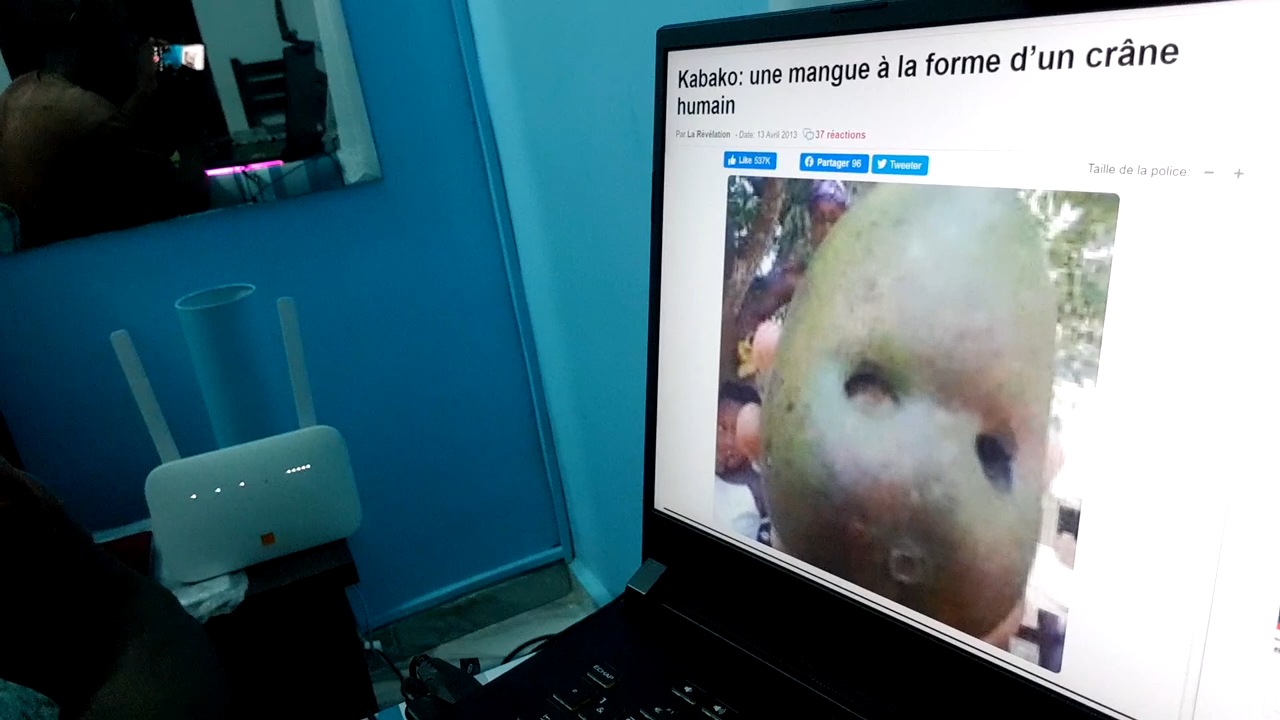 Kabako: une mangue à la forme d'un crâne
humain
Par La Révélation - Date: 13 Avril 2013 37 réactions
Like 537K Partager 96 Tweeter
Taille de la police: − +
ECHAP